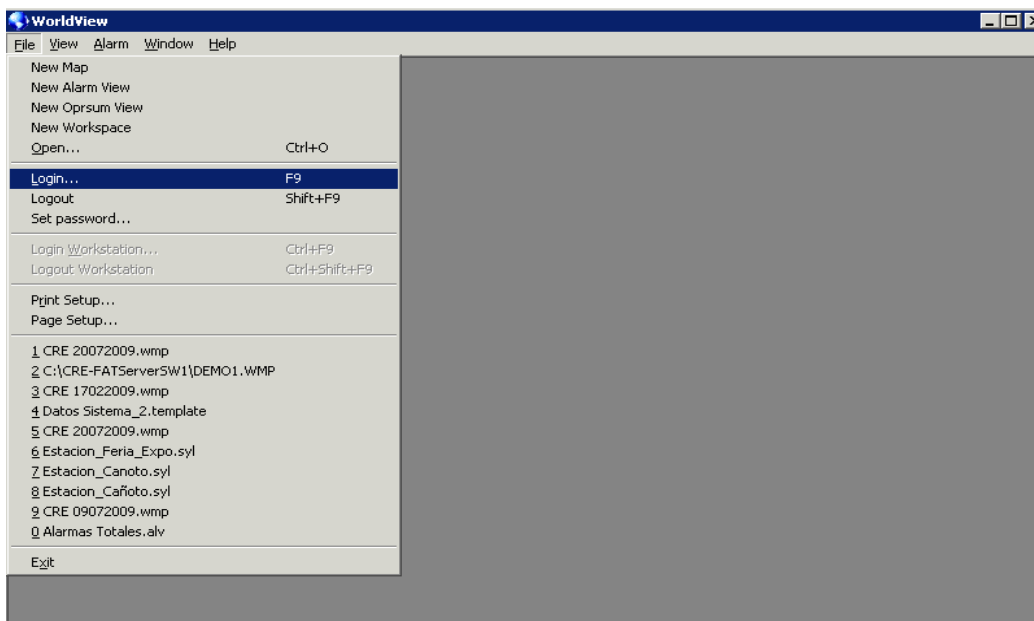 WorldView
File View Alarm Window Help
New Map
New Alarm View
New Oprsum View
New Workspace
Open... Ctrl+O
Login... F9
Logout Shift+F9
Set password...
Login Workstation... Ctrl+F9
Logout Workstation Ctrl+Shift+F9
Print Setup...
Page Setup...
1 CRE 20072009.wmp
2 C:\CRE-FATServerSW1\DEMO1.WMP
3 CRE 17022009.wmp
4 Datos Sistema_2.template
5 CRE 20072009.wmp
6 Estacion_Feria_Expo.syl
7 Estacion_Canoto.syl
8 Estacion_Cañoto.syl
9 CRE 09072009.wmp
0 Alarmas Totales.alv
Exit